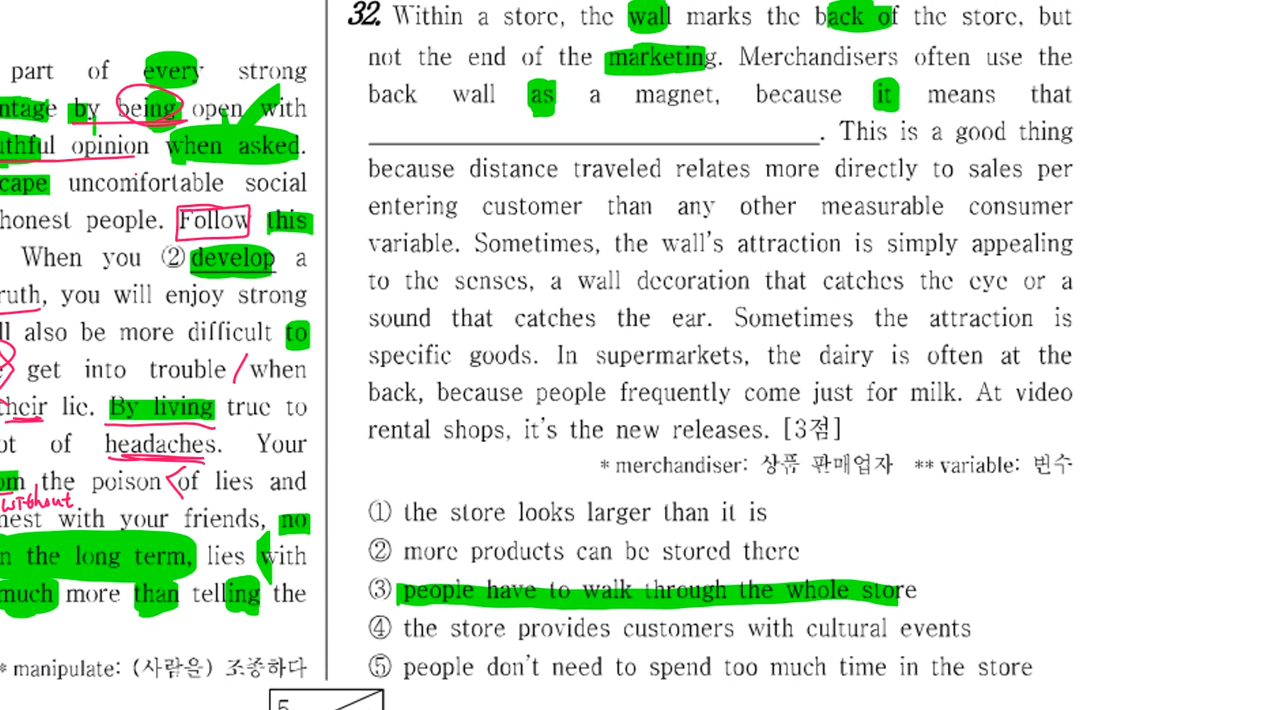 part of every strong
ntage by being open with
uthful opinion when asked.
cape uncomfortable social
honest people. Follow this
When you ② develop a
ruth, you will enjoy strong
ll also be more difficult to
get into trouble / when
their lie. By living true to
ot of headaches. Your
om the poison of lies and
without
nest with your friends, no
n the long term, lies with
much more than telling the
* manipulate: (사람을) 조종하다
5
32. Within a store, the wall marks the back of the store, but
not the end of the marketing. Merchandisers often use the
back wall as a magnet, because it means that
. This is a good thing
because distance traveled relates more directly to sales per
entering customer than any other measurable consumer
variable. Sometimes, the wall's attraction is simply appealing
to the senses, a wall decoration that catches the eye or a
sound that catches the ear. Sometimes the attraction is
specific goods. In supermarkets, the dairy is often at the
back, because people frequently come just for milk. At video
rental shops, it's the new releases. [3점]
* merchandiser: 상품 판매업자 ** variable: 변수
① the store looks larger than it is
② more products can be stored there
③ people have to walk through the whole store
④ the store provides customers with cultural events
⑤ people don't need to spend too much time in the store